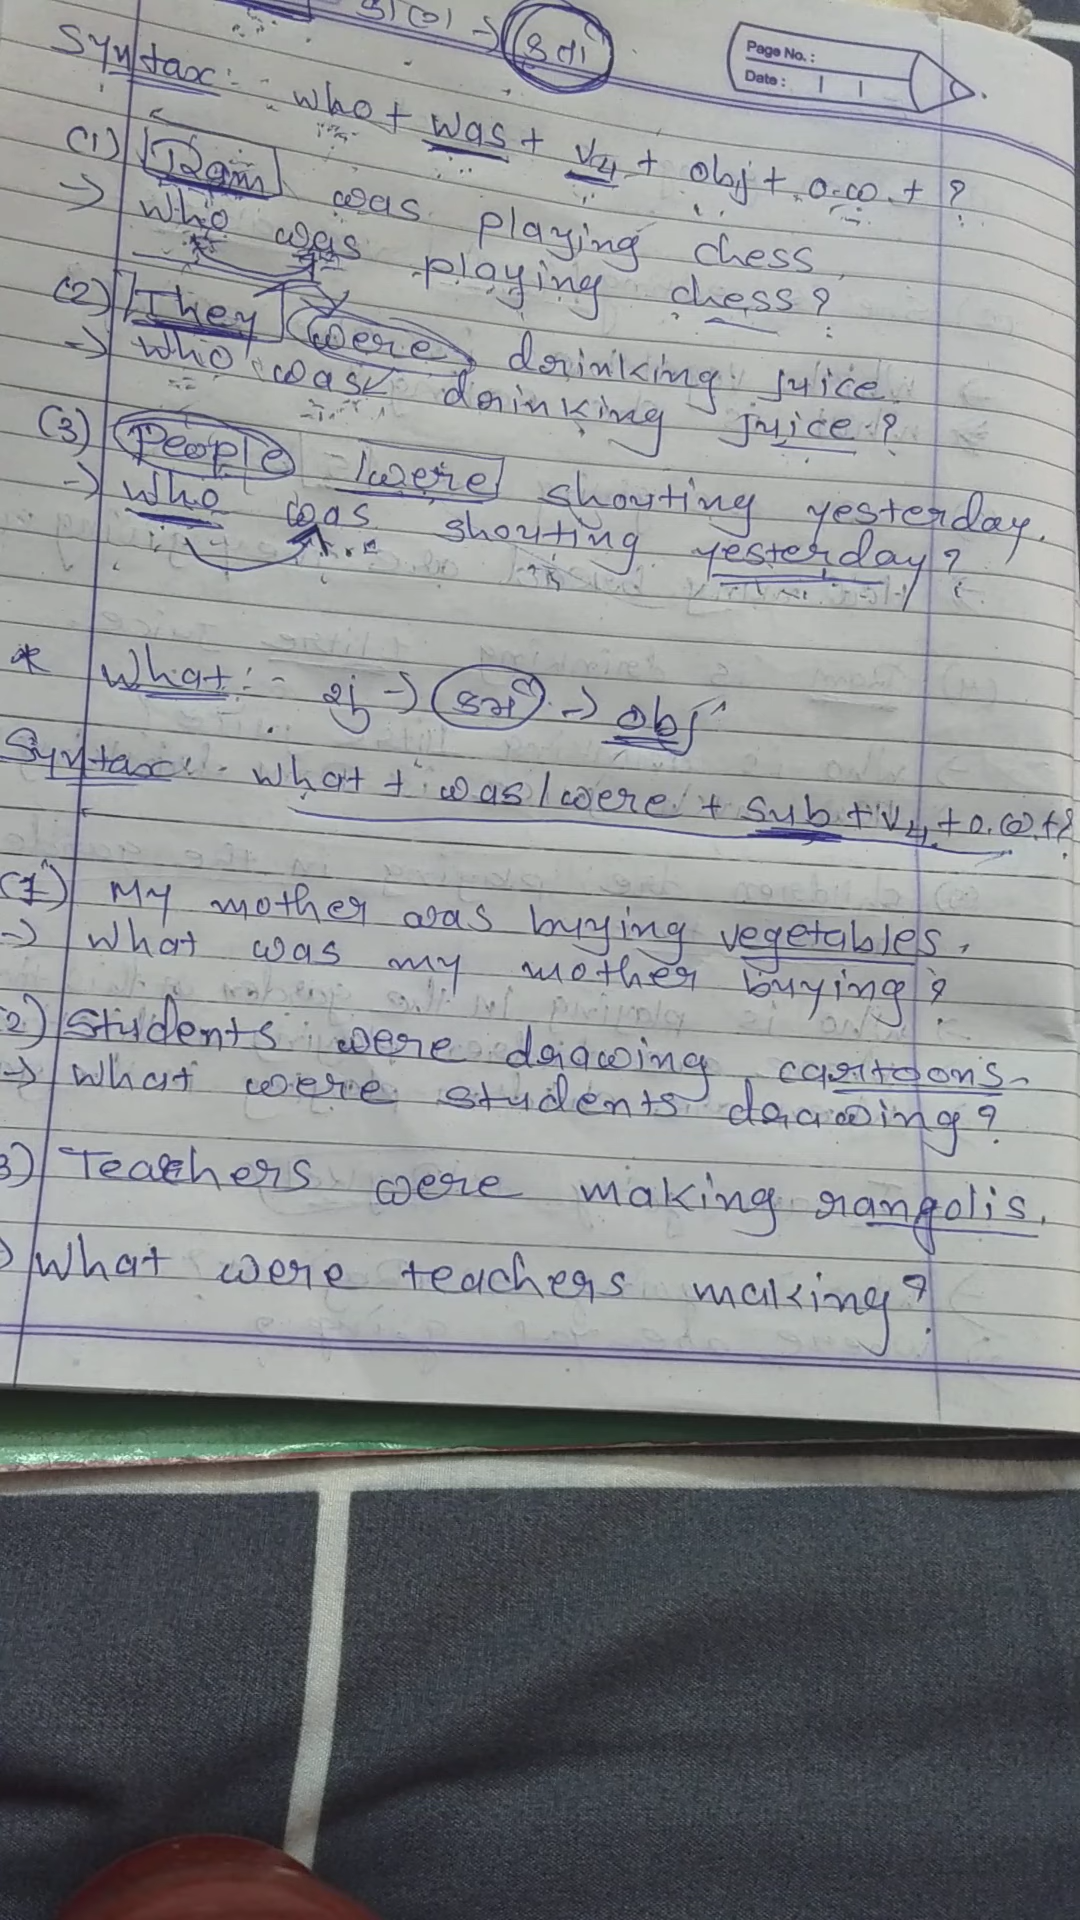 Page No.:
Date:
Syntax:- who + was + V4 + obj + o.w. + ?
(1) Ram was playing chess.
→ who was playing chess?
(2) They were drinking juice.
→ who was drinking juice?
(3) People were shouting yesterday.
→ who was shouting yesterday?
* What:- → → obj
Syntax:- what + was/were + sub + V4 + o.w. + ?
(1) My mother was buying vegetables.
→ what was my mother buying?
2) Students were drawing cartoons.
→ what were students drawing?
3) Teachers were making rangolis.
what were teachers making?